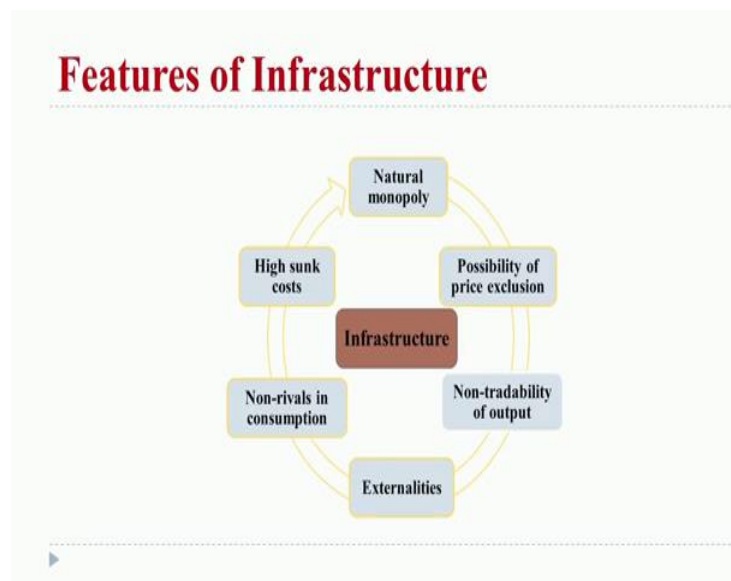 Features of Infrastructure
Natural
monopoly
Possibility of
price exclusion
Non-tradability
of output
Externalities
Non-rivals in
consumption
High sunk
costs
Infrastructure